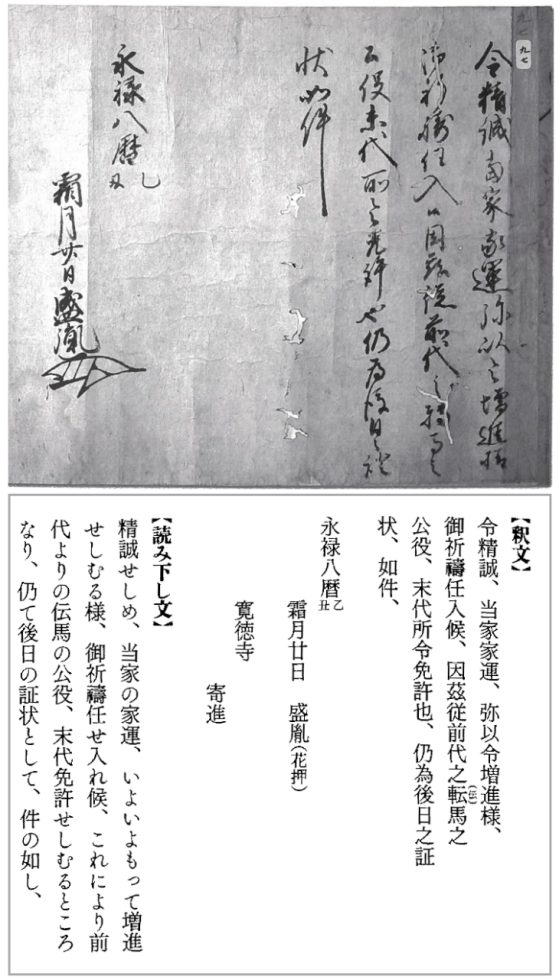 九七
令精誠当家家運弥以令増進様
御祈禱任入候因茲従前代之転馬之
公役末代所令免許也仍為後日之証
状如件
永禄八暦乙丑
霜月廿日盛胤
【釈文】
令精誠、当家家運、弥以令増進様、
御祈禱任入候、因茲従前代之転(伝)馬之
公役、末代所令免許也、仍為後日之証
状、如件、
永禄八暦乙丑
霜月廿日 盛胤(花押)
寛徳寺
寄進
【読み下し文】
精誠せしめ、当家の家運、いよいよもって増進
せしむる様、御祈禱任せ入れ候、これにより前
代よりの伝馬の公役、末代免許せしむるところ
なり、仍て後日の証状として、件の如し、